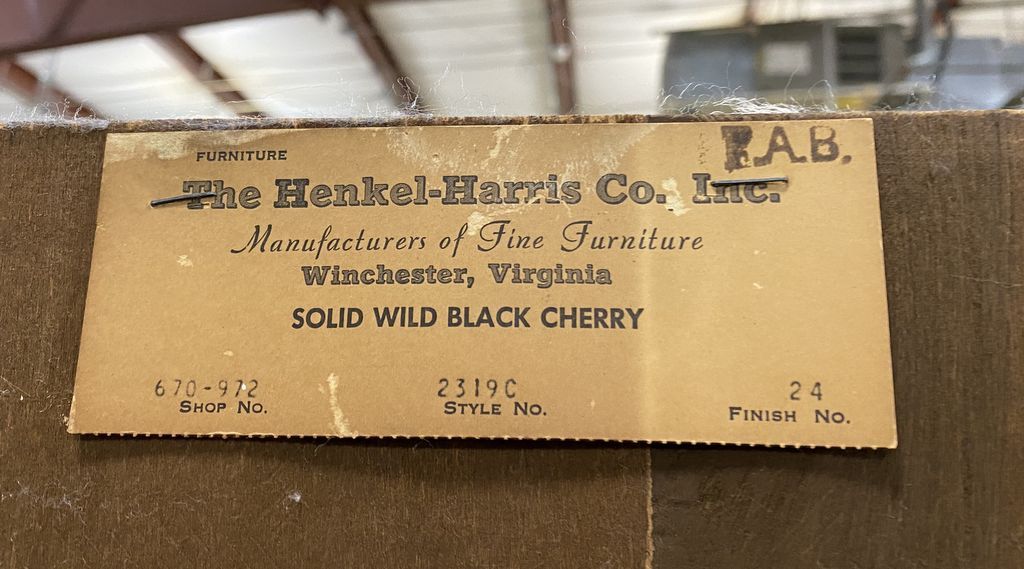 F.A.B.
FURNITURE
The Henkel-Harris Co. Inc.
Manufacturers of Fine Furniture
Winchester, Virginia
SOLID WILD BLACK CHERRY
670-972 2319C 24
SHOP NO. STYLE NO. FINISH NO.